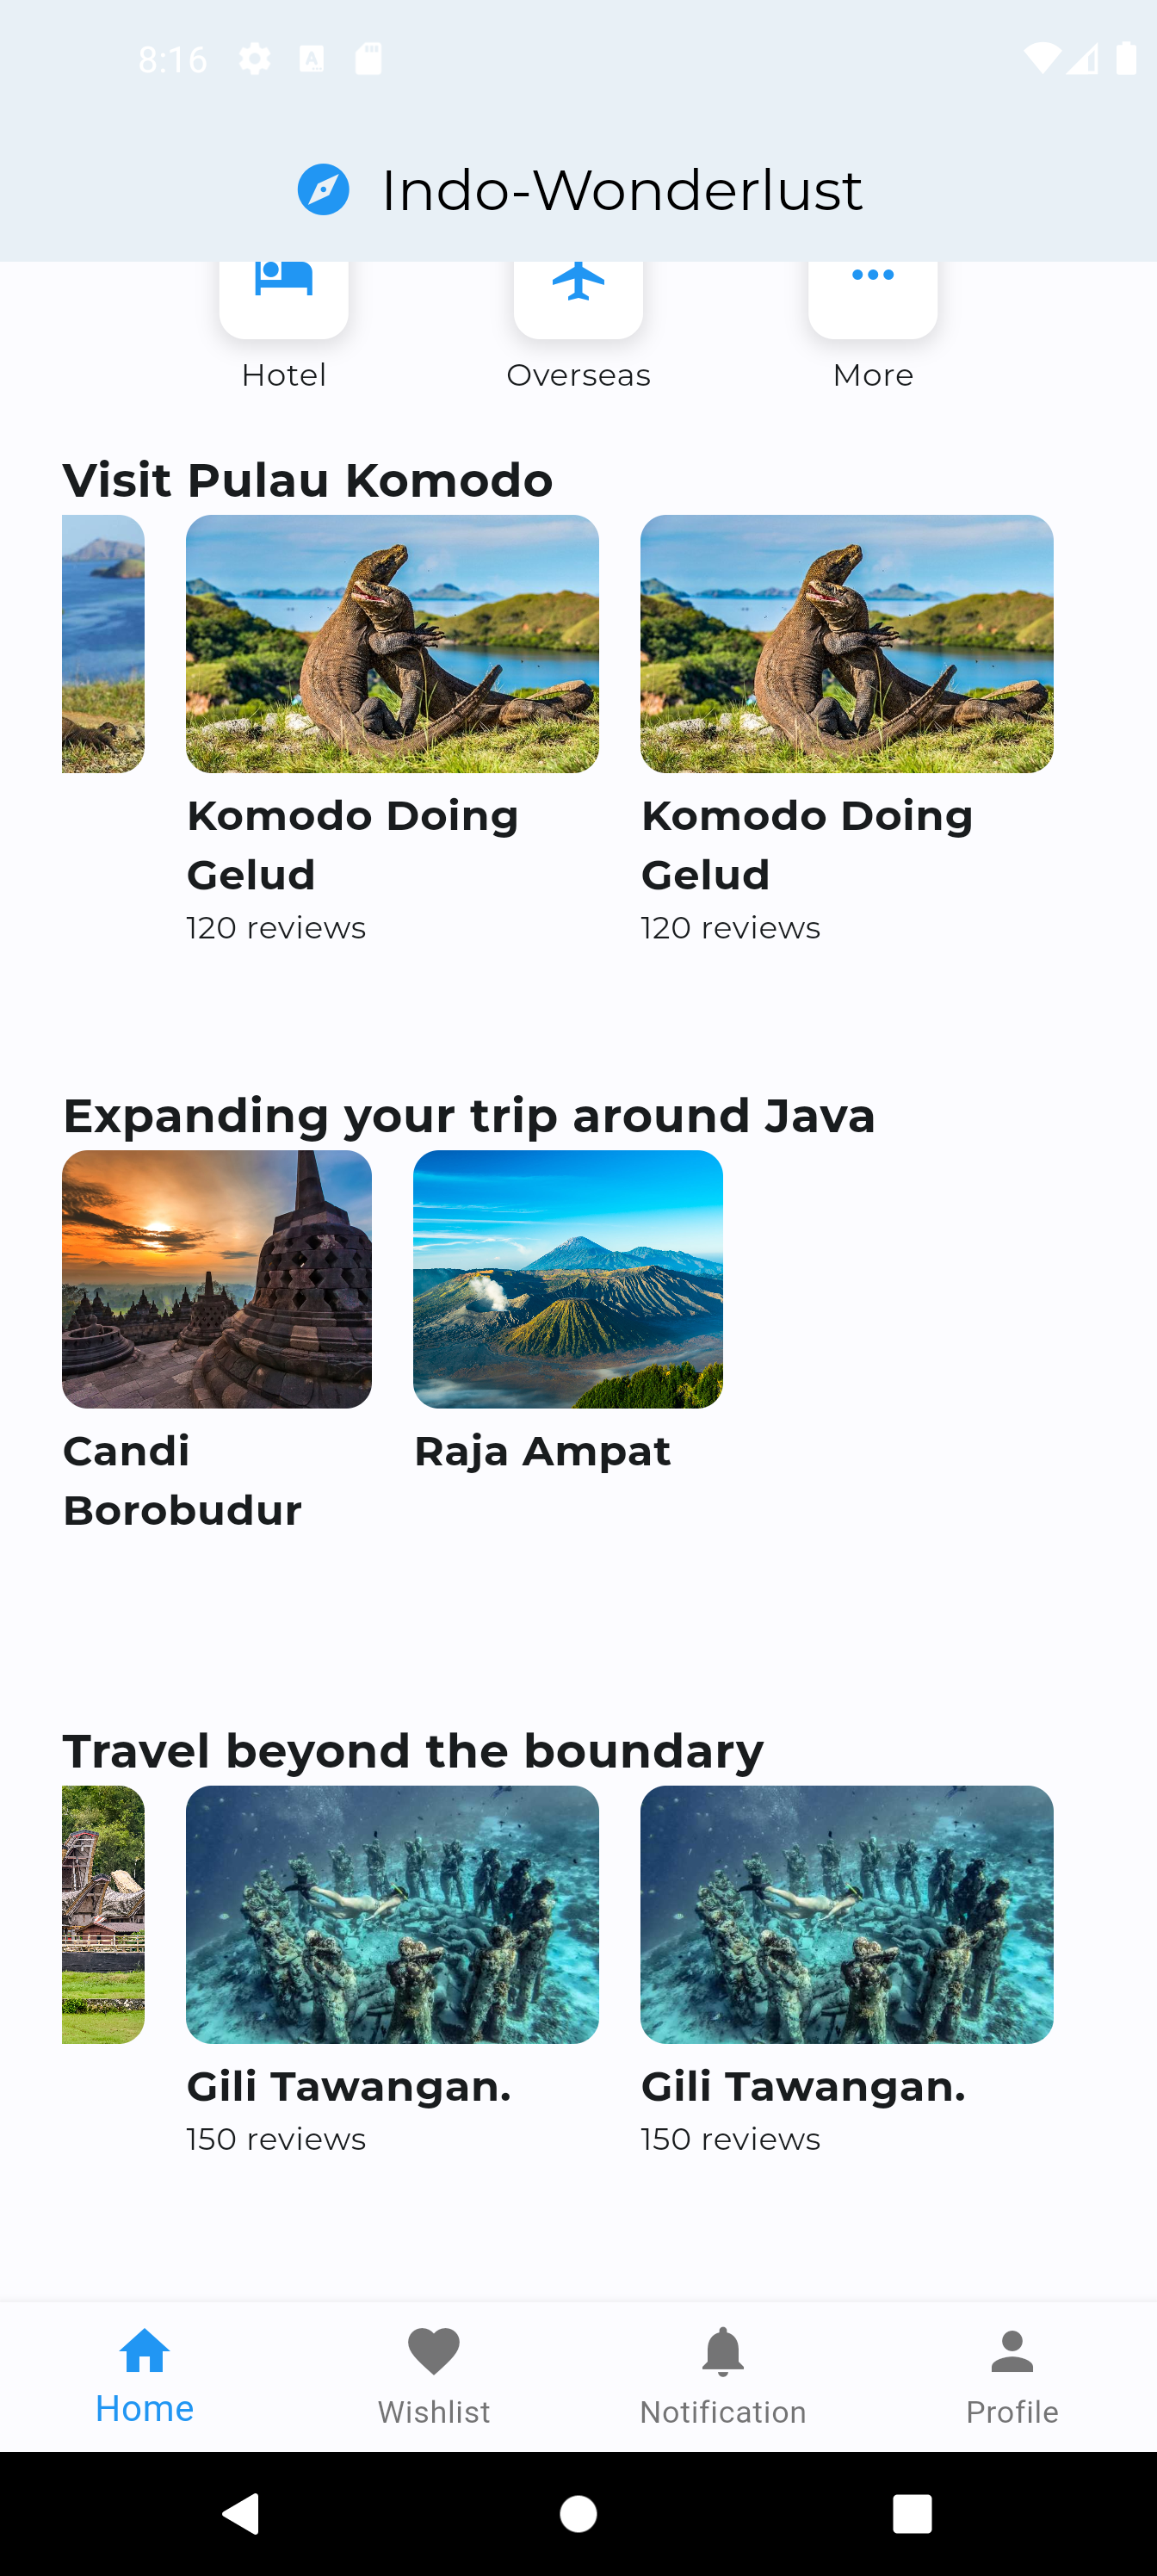 8:16
Indo-Wonderlust
Hotel
Overseas
More
Visit Pulau Komodo
Komodo Doing
Gelud
120 reviews
Komodo Doing
Gelud
120 reviews
Expanding your trip around Java
Candi
Borobudur
Raja Ampat
Travel beyond the boundary
Gili Tawangan.
150 reviews
Gili Tawangan.
150 reviews
Home
Wishlist
Notification
Profile